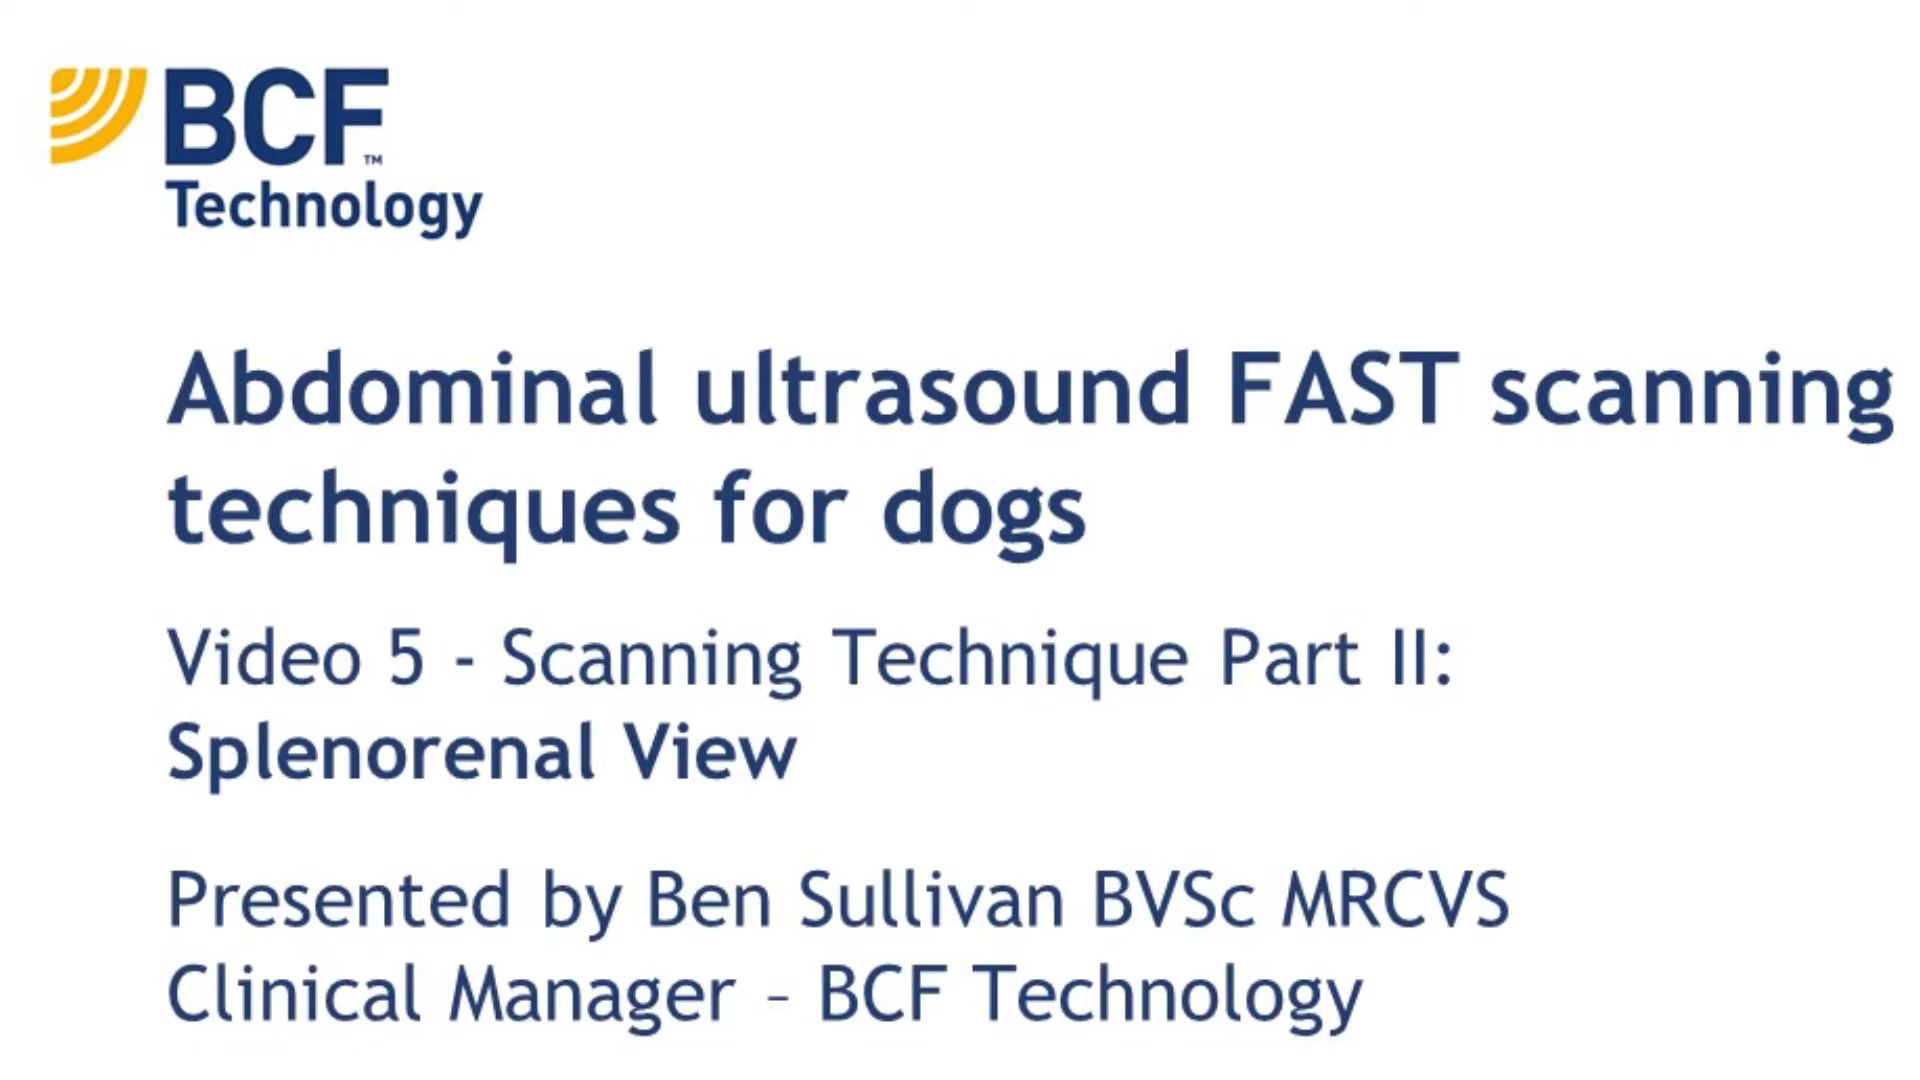 BCF™
Technology
Abdominal ultrasound FAST scanning
techniques for dogs
Video 5 - Scanning Technique Part II:
Splenorenal View
Presented by Ben Sullivan BVSc MRCVS
Clinical Manager – BCF Technology